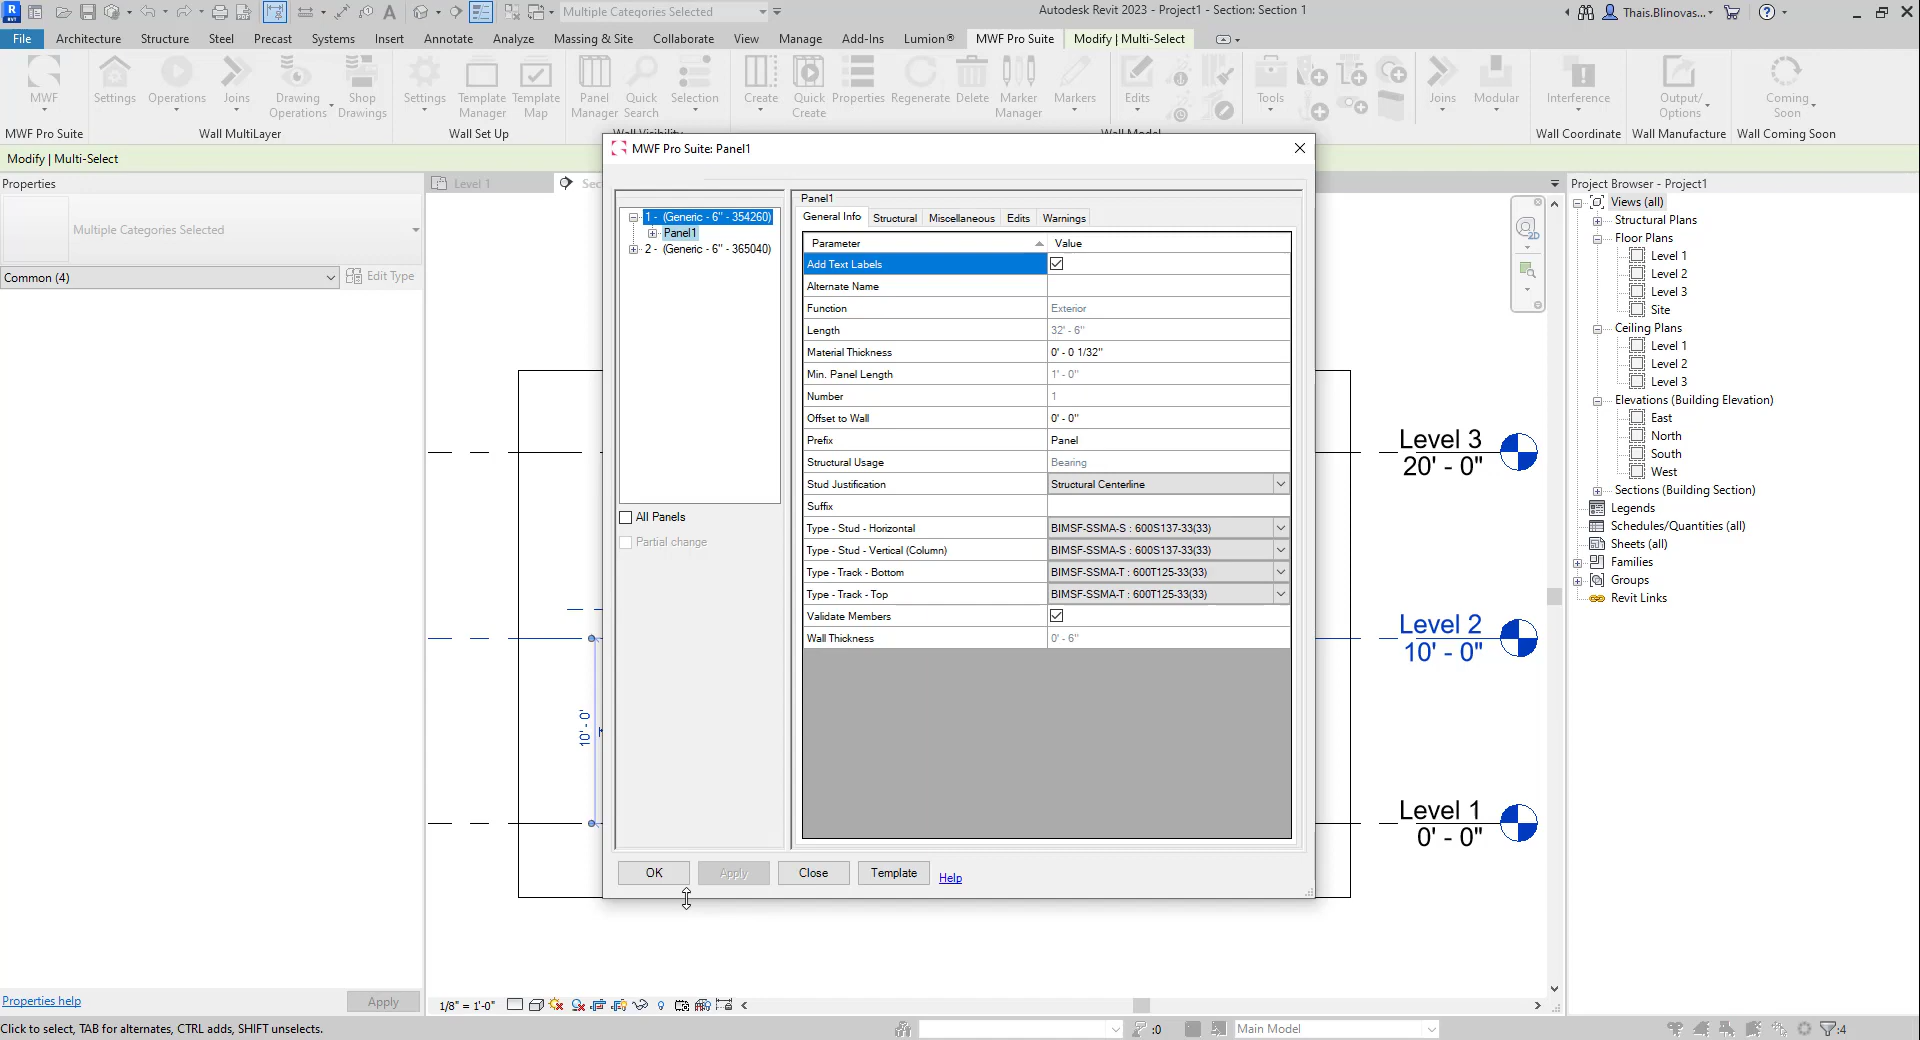 Multiple Categories Selected
Autodesk Revit 2023 - Project1 - Section: Section 1
Thais.Blinovas...
File Architecture Structure Steel Precast Systems Insert Annotate Analyze Massing & Site Collaborate View Manage Add-Ins Lumion® MWF Pro Suite Modify | Multi-Select
MWF
Settings
Operations
Joins
Drawing Operations
Shop Drawings
Settings
Template Manager
Template Map
Panel Manager
Quick Search
Selection
Create
Quick Create
Properties
Regenerate
Delete
Marker Manager
Markers
Edits
Tools
Joins
Modular
Interference
Output/ Options
Coming Soon
MWF Pro Suite
Wall MultiLayer
Wall Set Up
Wall Visibility
Wall Model
Wall Coordinate
Wall Manufacture
Wall Coming Soon
Modify | Multi-Select
Properties
Multiple Categories Selected
Common (4)
Edit Type
Properties help
Apply
Level 1
Sec
MWF Pro Suite: Panel1
1 - (Generic - 6" - 354260)
Panel1
2 - (Generic - 6" - 365040)
All Panels
Partial change
Panel1
General Info Structural Miscellaneous Edits Warnings
Parameter Value
Add Text Labels
Alternate Name
Function Exterior
Length 32' - 6"
Material Thickness 0' - 0 1/32"
Min. Panel Length 1' - 0"
Number 1
Offset to Wall 0' - 0"
Prefix Panel
Structural Usage Bearing
Stud Justification Structural Centerline
Suffix
Type - Stud - Horizontal BIMSF-SSMA-S : 600S137-33(33)
Type - Stud - Vertical (Column) BIMSF-SSMA-S : 600S137-33(33)
Type - Track - Bottom BIMSF-SSMA-T : 600T125-33(33)
Type - Track - Top BIMSF-SSMA-T : 600T125-33(33)
Validate Members
Wall Thickness 0' - 6"
OK Apply Close Template Help
10' - 0"
2D
Level 3
20' - 0"
Level 2
10' - 0"
Level 1
0' - 0"
Project Browser - Project1
Views (all)
Structural Plans
Floor Plans
Level 1
Level 2
Level 3
Site
Ceiling Plans
Level 1
Level 2
Level 3
Elevations (Building Elevation)
East
North
South
West
Sections (Building Section)
Legends
Schedules/Quantities (all)
Sheets (all)
Families
Groups
Revit Links
1/8" = 1'-0"
Click to select, TAB for alternates, CTRL adds, SHIFT unselects.
:0
Main Model
:4